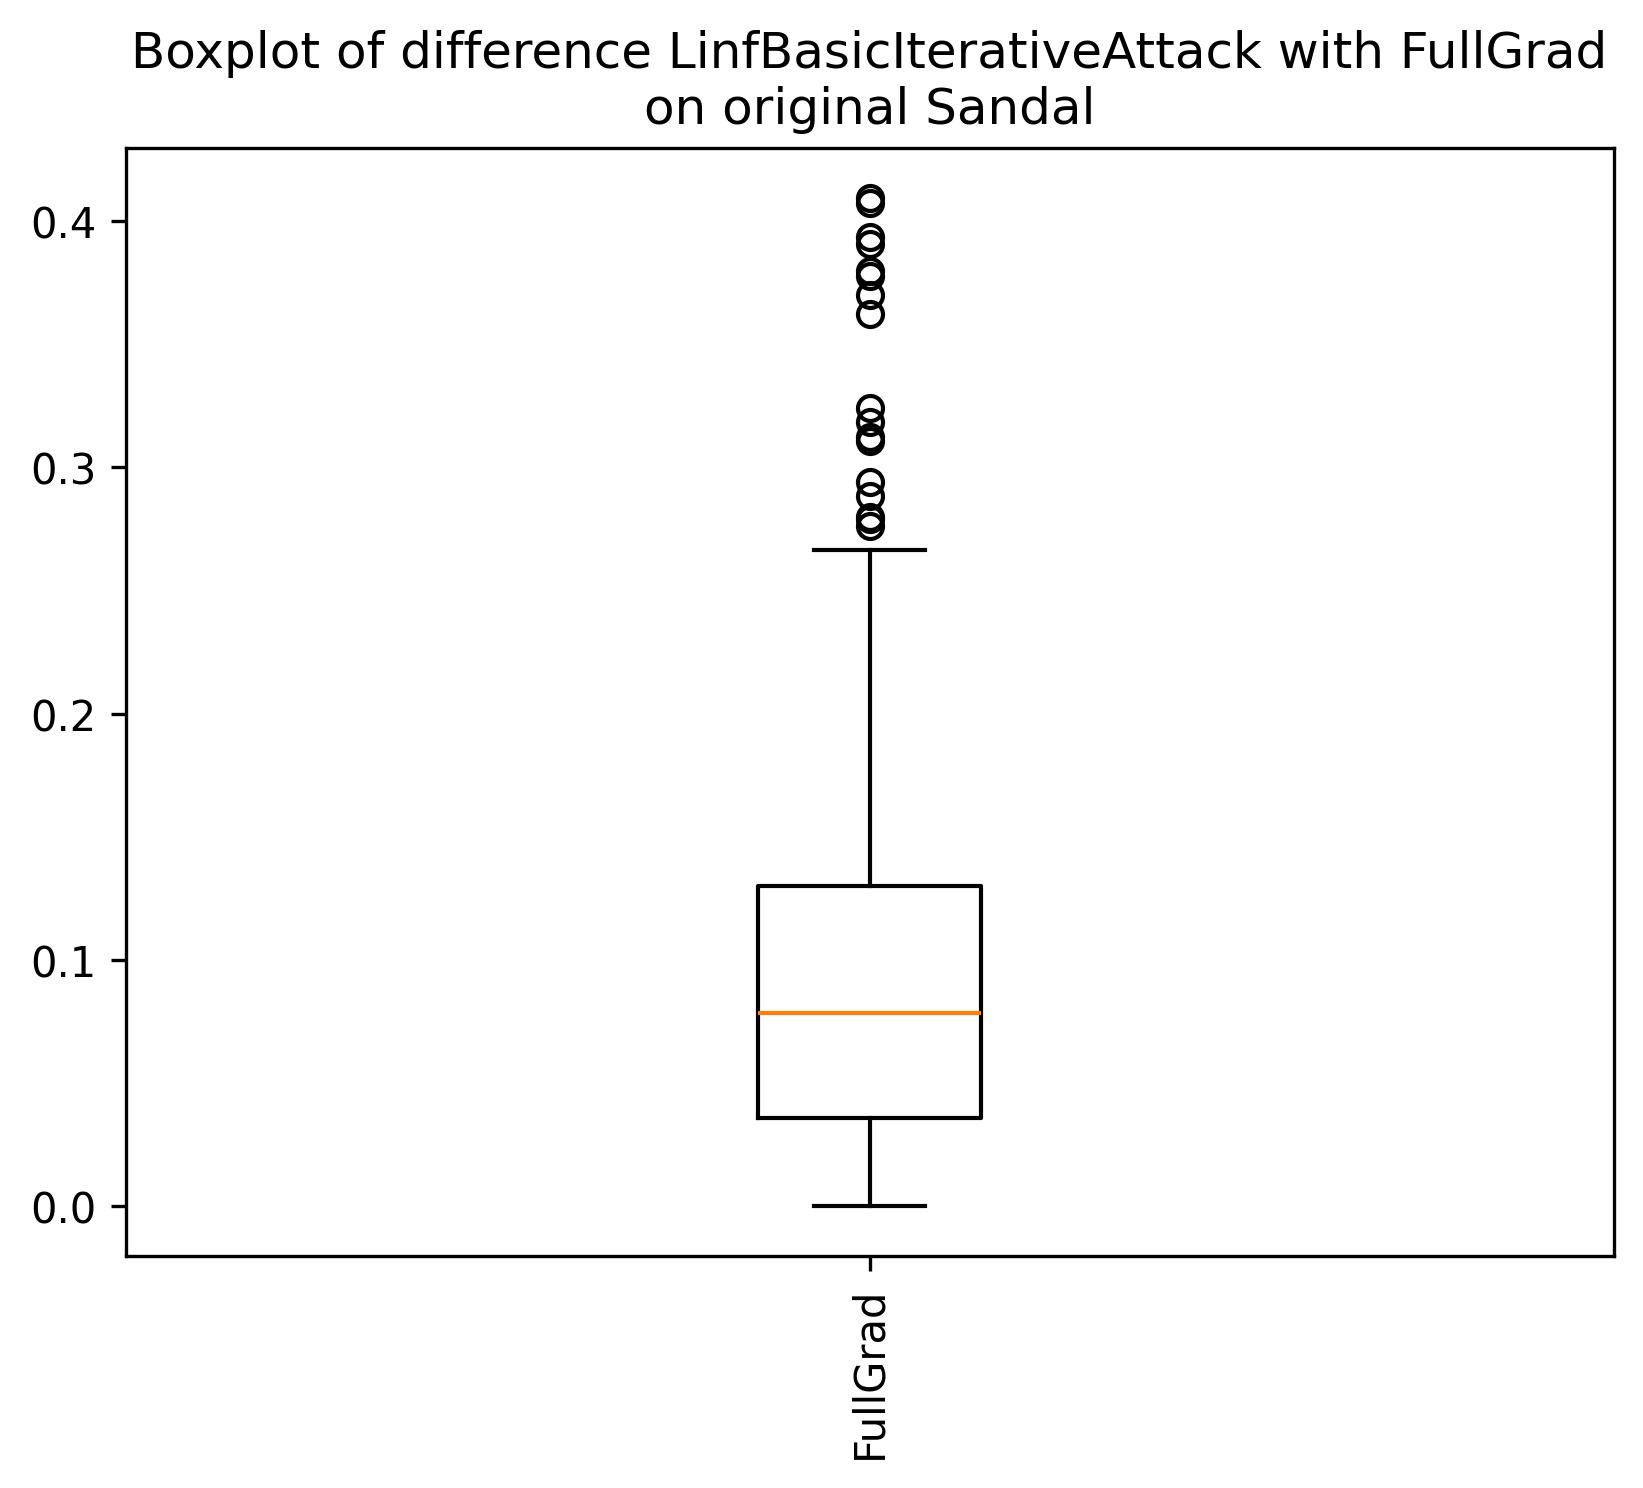 Boxplot of difference LinfBasicIterativeAttack with FullGrad
on original Sandal
0.4
0.3
0.2
0.1
0.0
FullGrad